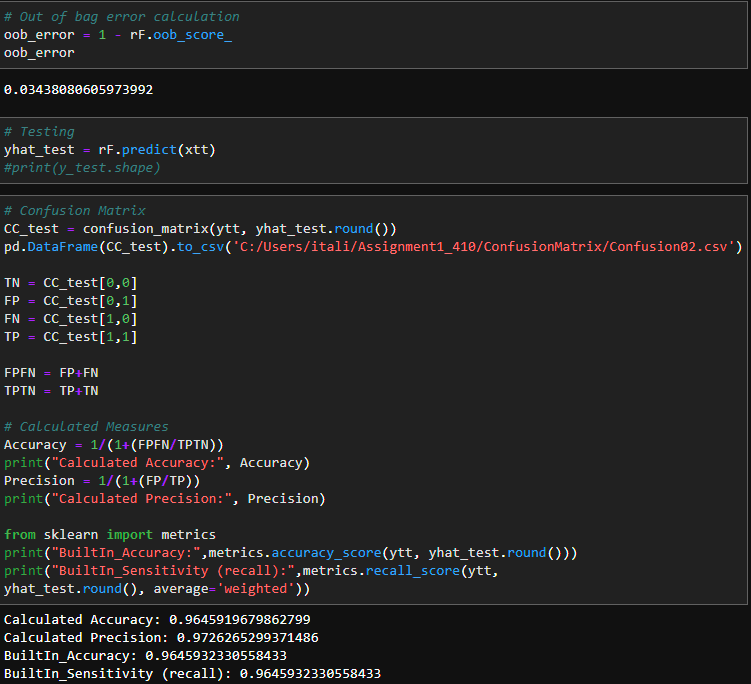 # Out of bag error calculation
oob_error = 1 - rF.oob_score_
oob_error
0.03438080605973992
# Testing
yhat_test = rF.predict(xtt)
#print(y_test.shape)
# Confusion Matrix
CC_test = confusion_matrix(ytt, yhat_test.round())
pd.DataFrame(CC_test).to_csv('C:/Users/itali/Assignment1_410/ConfusionMatrix/Confusion02.csv')
TN = CC_test[0,0]
FP = CC_test[0,1]
FN = CC_test[1,0]
TP = CC_test[1,1]
FPFN = FP+FN
TPTN = TP+TN
# Calculated Measures
Accuracy = 1/(1+(FPFN/TPTN))
print("Calculated Accuracy:", Accuracy)
Precision = 1/(1+(FP/TP))
print("Calculated Precision:", Precision)
from sklearn import metrics
print("BuiltIn_Accuracy:",metrics.accuracy_score(ytt, yhat_test.round()))
print("BuiltIn_Sensitivity (recall):",metrics.recall_score(ytt,
yhat_test.round(), average='weighted'))
Calculated Accuracy: 0.9645919679862799
Calculated Precision: 0.9726265299371486
BuiltIn_Accuracy: 0.9645932330558433
BuiltIn_Sensitivity (recall): 0.9645932330558433